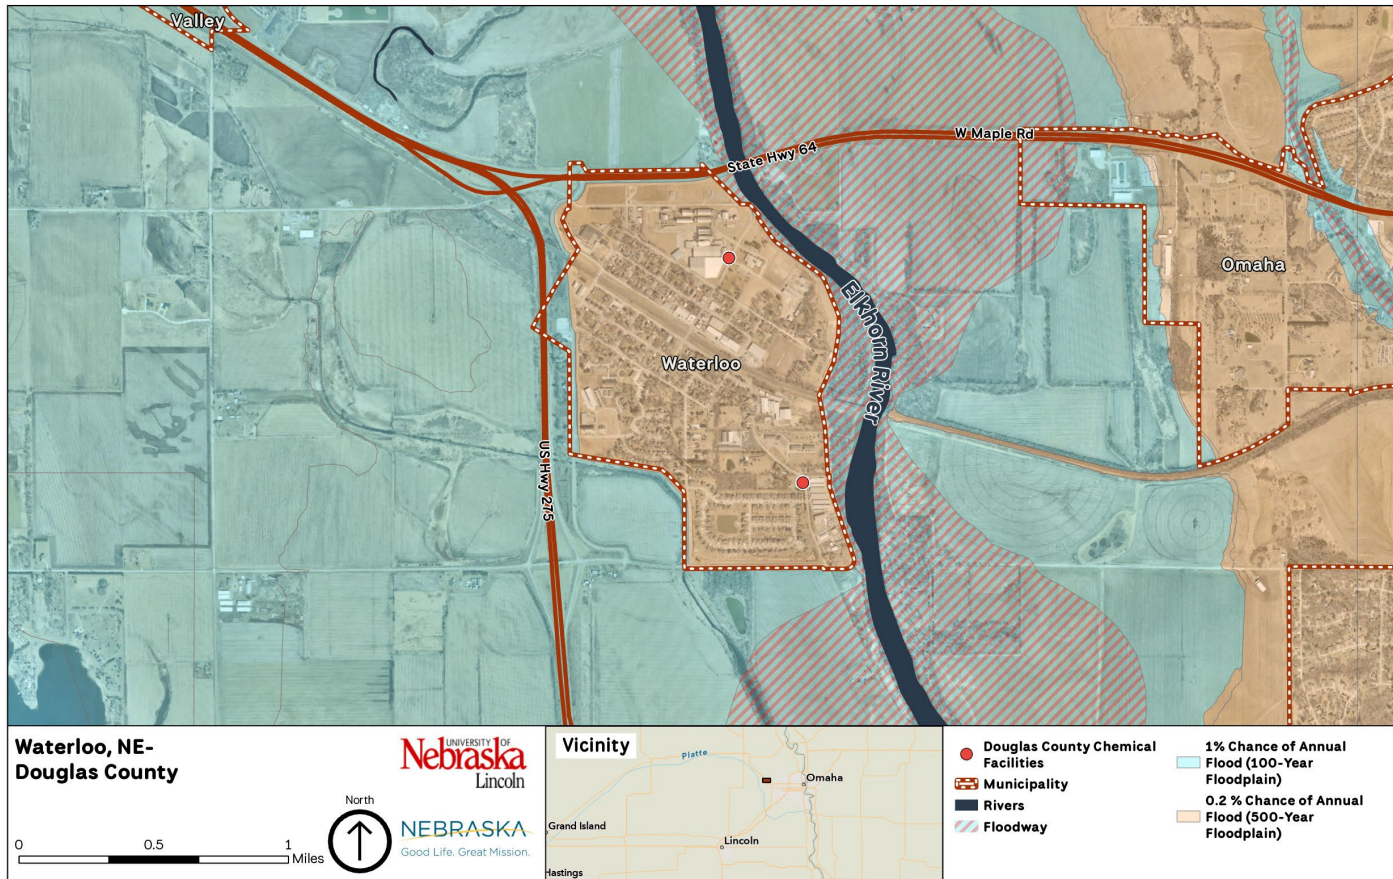 Valley
State Hwy 64
W Maple Rd
Omaha
Elkhorn River
Waterloo
US Hwy 275
Waterloo, NE-
Douglas County
0
0.5
1
Miles
North
UNIVERSITY OF
Nebraska
Lincoln
NEBRASKA
Good Life. Great Mission.
Vicinity
Platte
Omaha
Grand Island
Lincoln
Hastings
Douglas County Chemical
Facilities
Municipality
Rivers
Floodway
1% Chance of Annual
Flood (100-Year
Floodplain)
0.2 % Chance of Annual
Flood (500-Year
Floodplain)